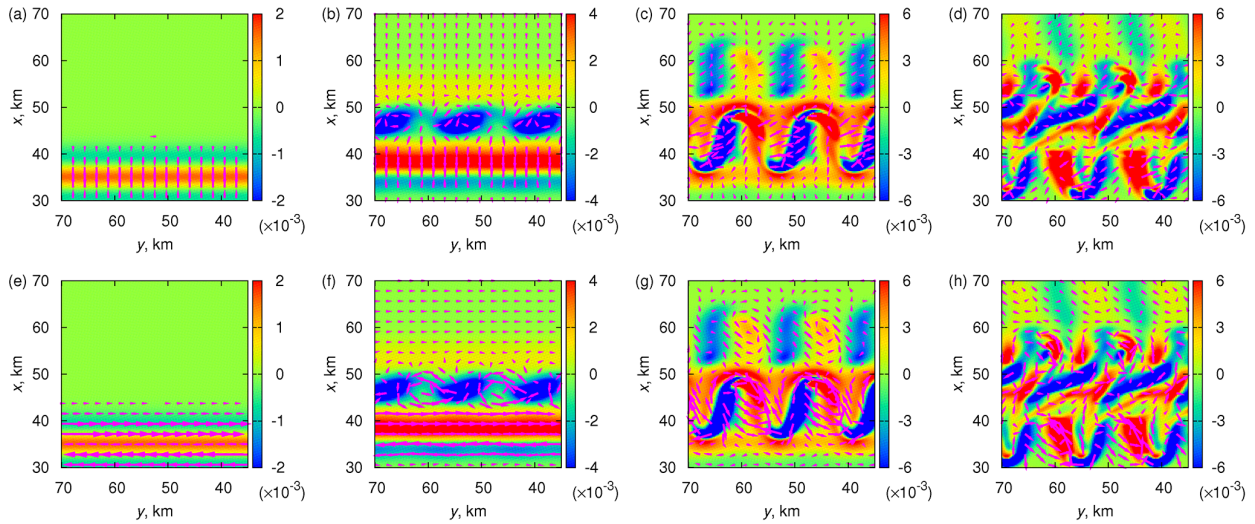 (a) 70 60 50 40 30 x, km 70 60 50 40 y, km 2 1 0 -1 -2 (×10⁻³)
(b) 70 60 50 40 30 x, km 70 60 50 40 y, km 4 2 0 -2 -4 (×10⁻³)
(c) 70 60 50 40 30 x, km 70 60 50 40 y, km 6 3 0 -3 -6 (×10⁻³)
(d) 70 60 50 40 30 x, km 70 60 50 40 y, km 6 3 0 -3 -6 (×10⁻³)
(e) 70 60 50 40 30 x, km 70 60 50 40 y, km 2 1 0 -1 -2 (×10⁻³)
(f) 70 60 50 40 30 x, km 70 60 50 40 y, km 4 2 0 -2 -4 (×10⁻³)
(g) 70 60 50 40 30 x, km 70 60 50 40 y, km 6 3 0 -3 -6 (×10⁻³)
(h) 70 60 50 40 30 x, km 70 60 50 40 y, km 6 3 0 -3 -6 (×10⁻³)